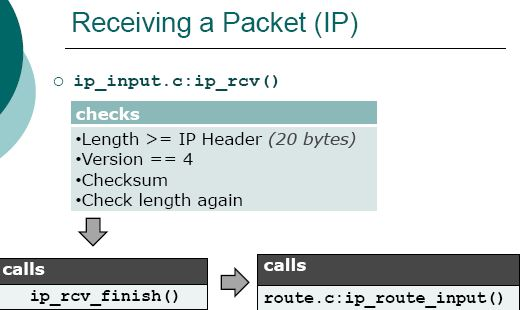 Receiving a Packet (IP)
ip_input.c:ip_rcv()
checks
•Length >= IP Header (20 bytes)
•Version == 4
•Checksum
•Check length again
calls
ip_rcv_finish()
calls
route.c:ip_route_input()